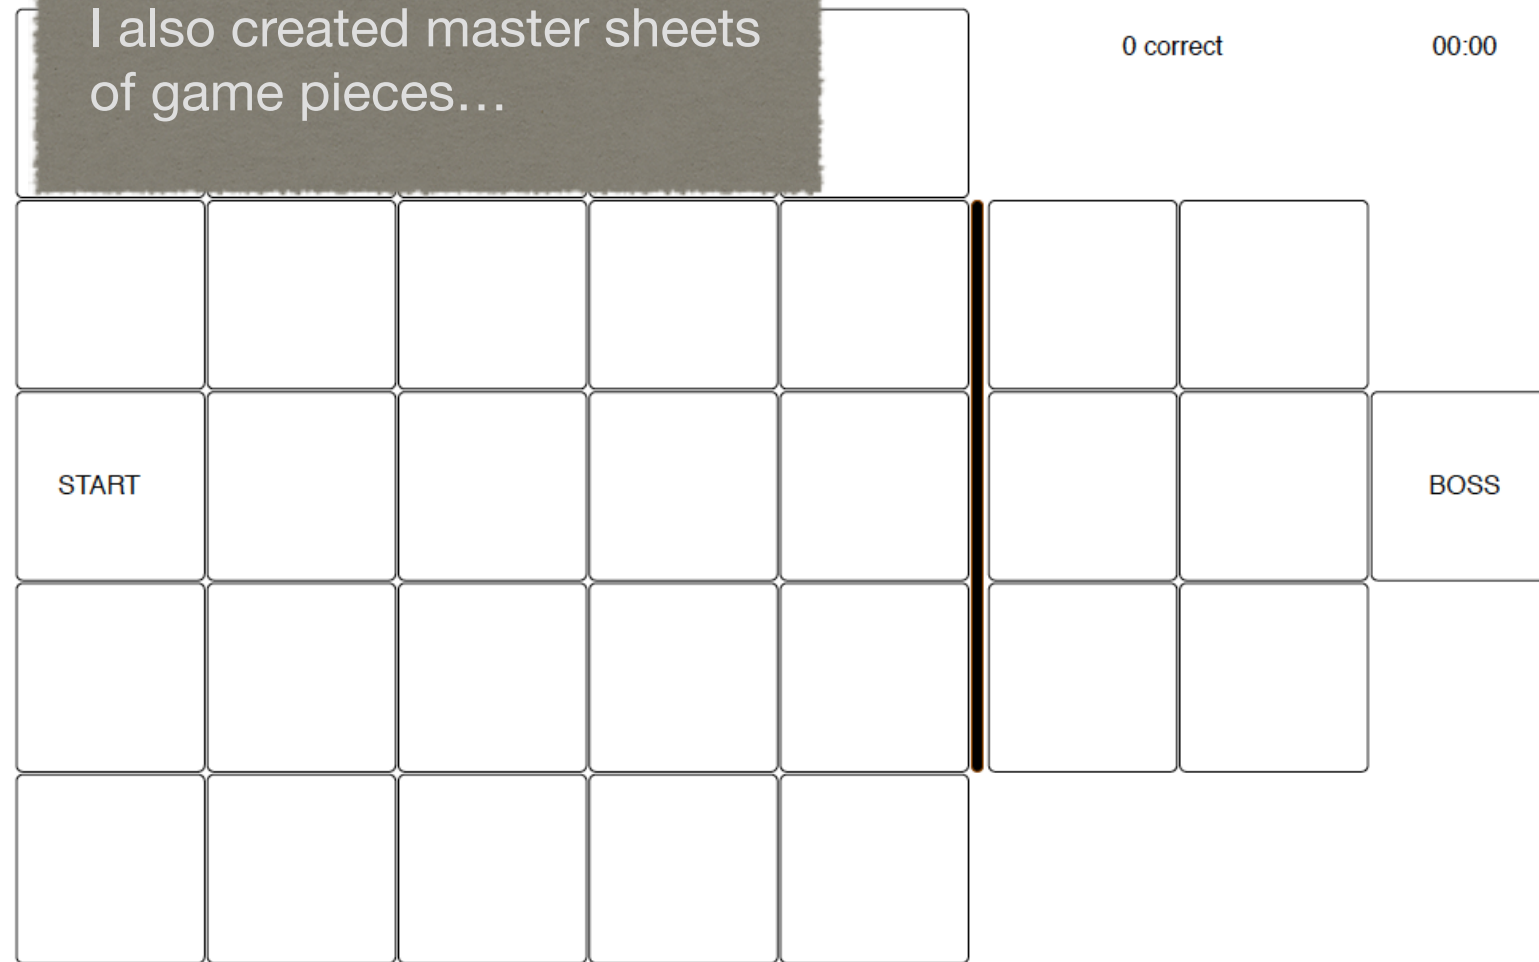 I also created master sheets
of game pieces…
0 correct
00:00
START
BOSS